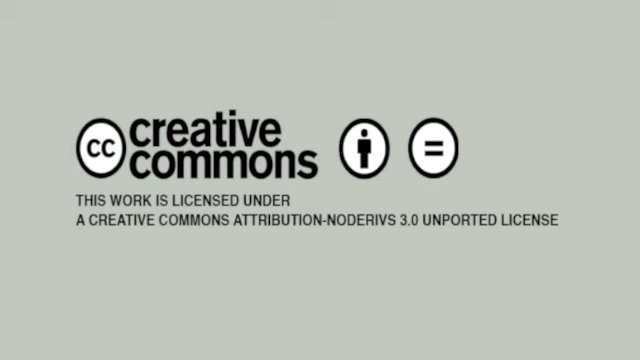 cc creative
commons
THIS WORK IS LICENSED UNDER
A CREATIVE COMMONS ATTRIBUTION-NODERIVS 3.0 UNPORTED LICENSE